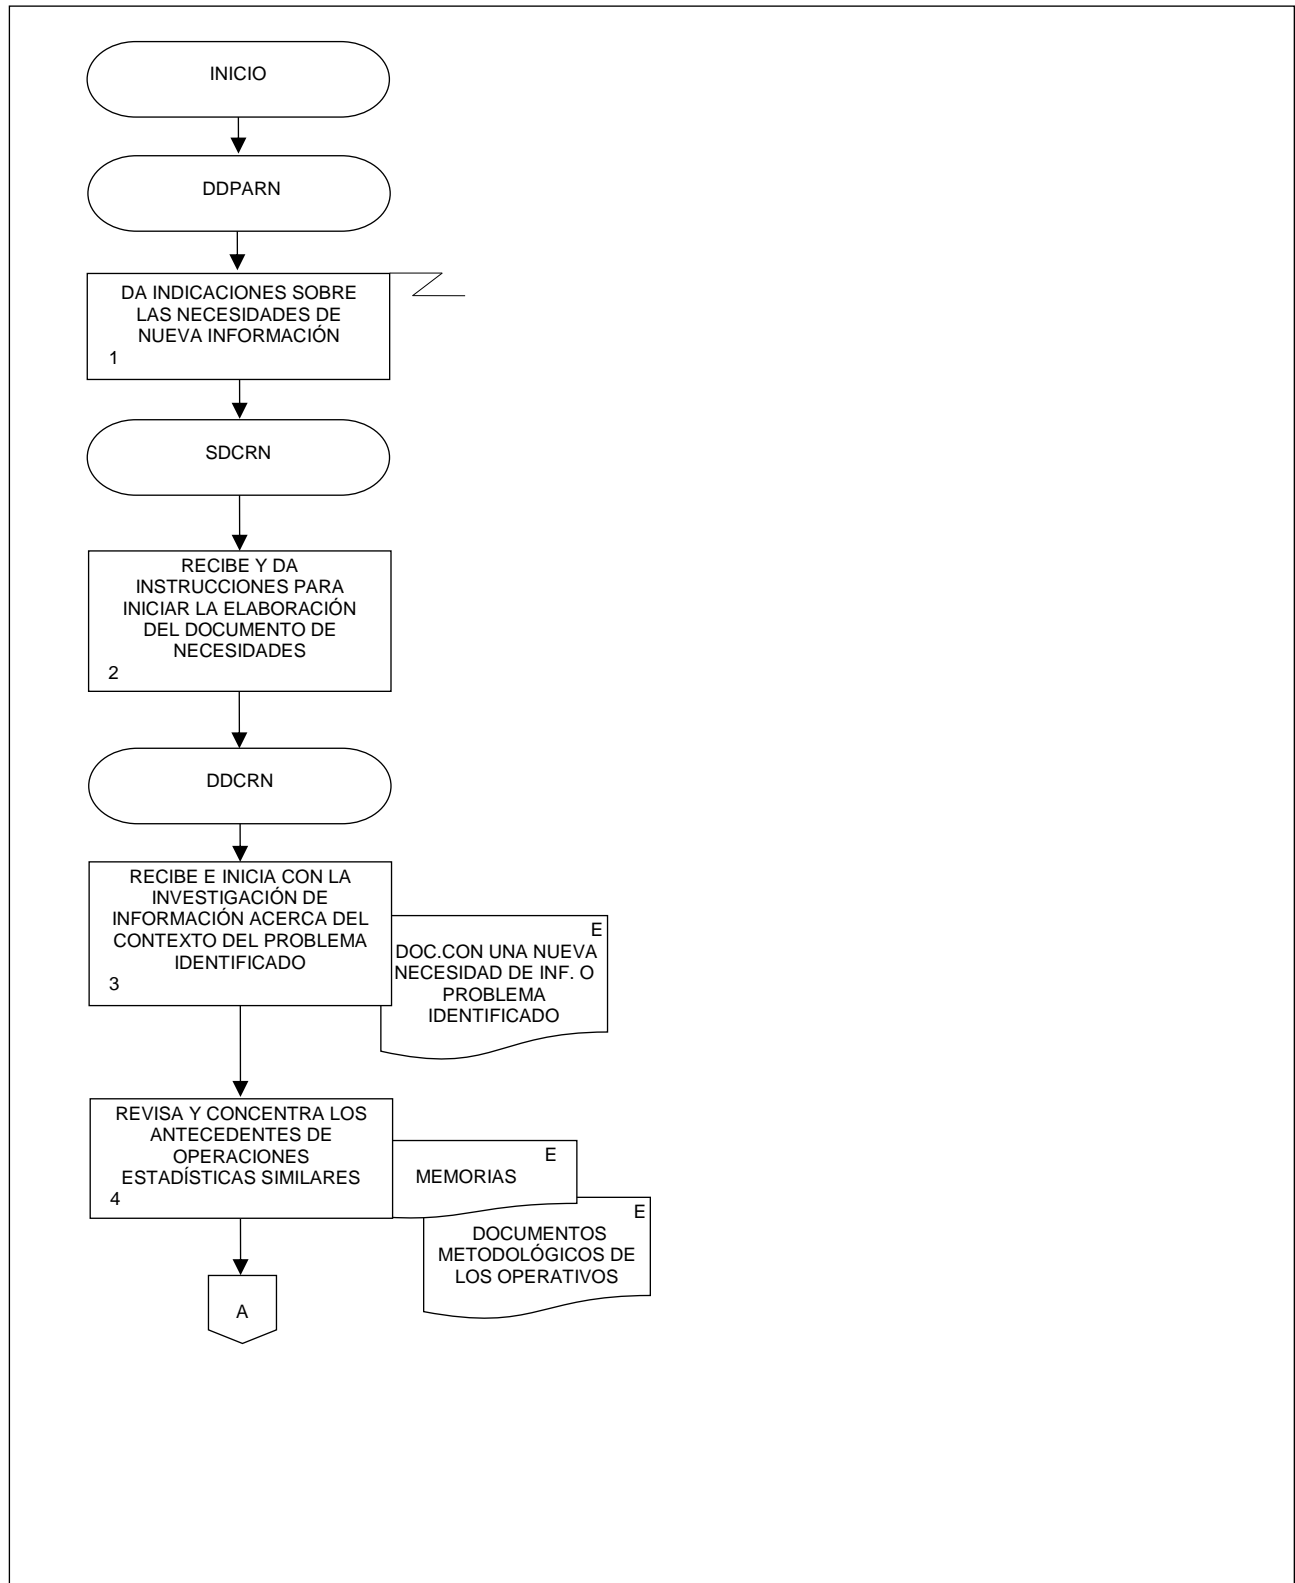 INICIO
DDPARN
DA INDICACIONES SOBRE
LAS NECESIDADES DE
NUEVA INFORMACIÓN
1
SDCRN
RECIBE Y DA
INSTRUCCIONES PARA
INICIAR LA ELABORACIÓN
DEL DOCUMENTO DE
NECESIDADES
2
DDCRN
RECIBE E INICIA CON LA
INVESTIGACIÓN DE
INFORMACIÓN ACERCA DEL
CONTEXTO DEL PROBLEMA
IDENTIFICADO
3
E
DOC.CON UNA NUEVA
NECESIDAD DE INF. O
PROBLEMA
IDENTIFICADO
REVISA Y CONCENTRA LOS
ANTECEDENTES DE
OPERACIONES
ESTADÍSTICAS SIMILARES
4
E
MEMORIAS
E
DOCUMENTOS
METODOLÓGICOS DE
LOS OPERATIVOS
A